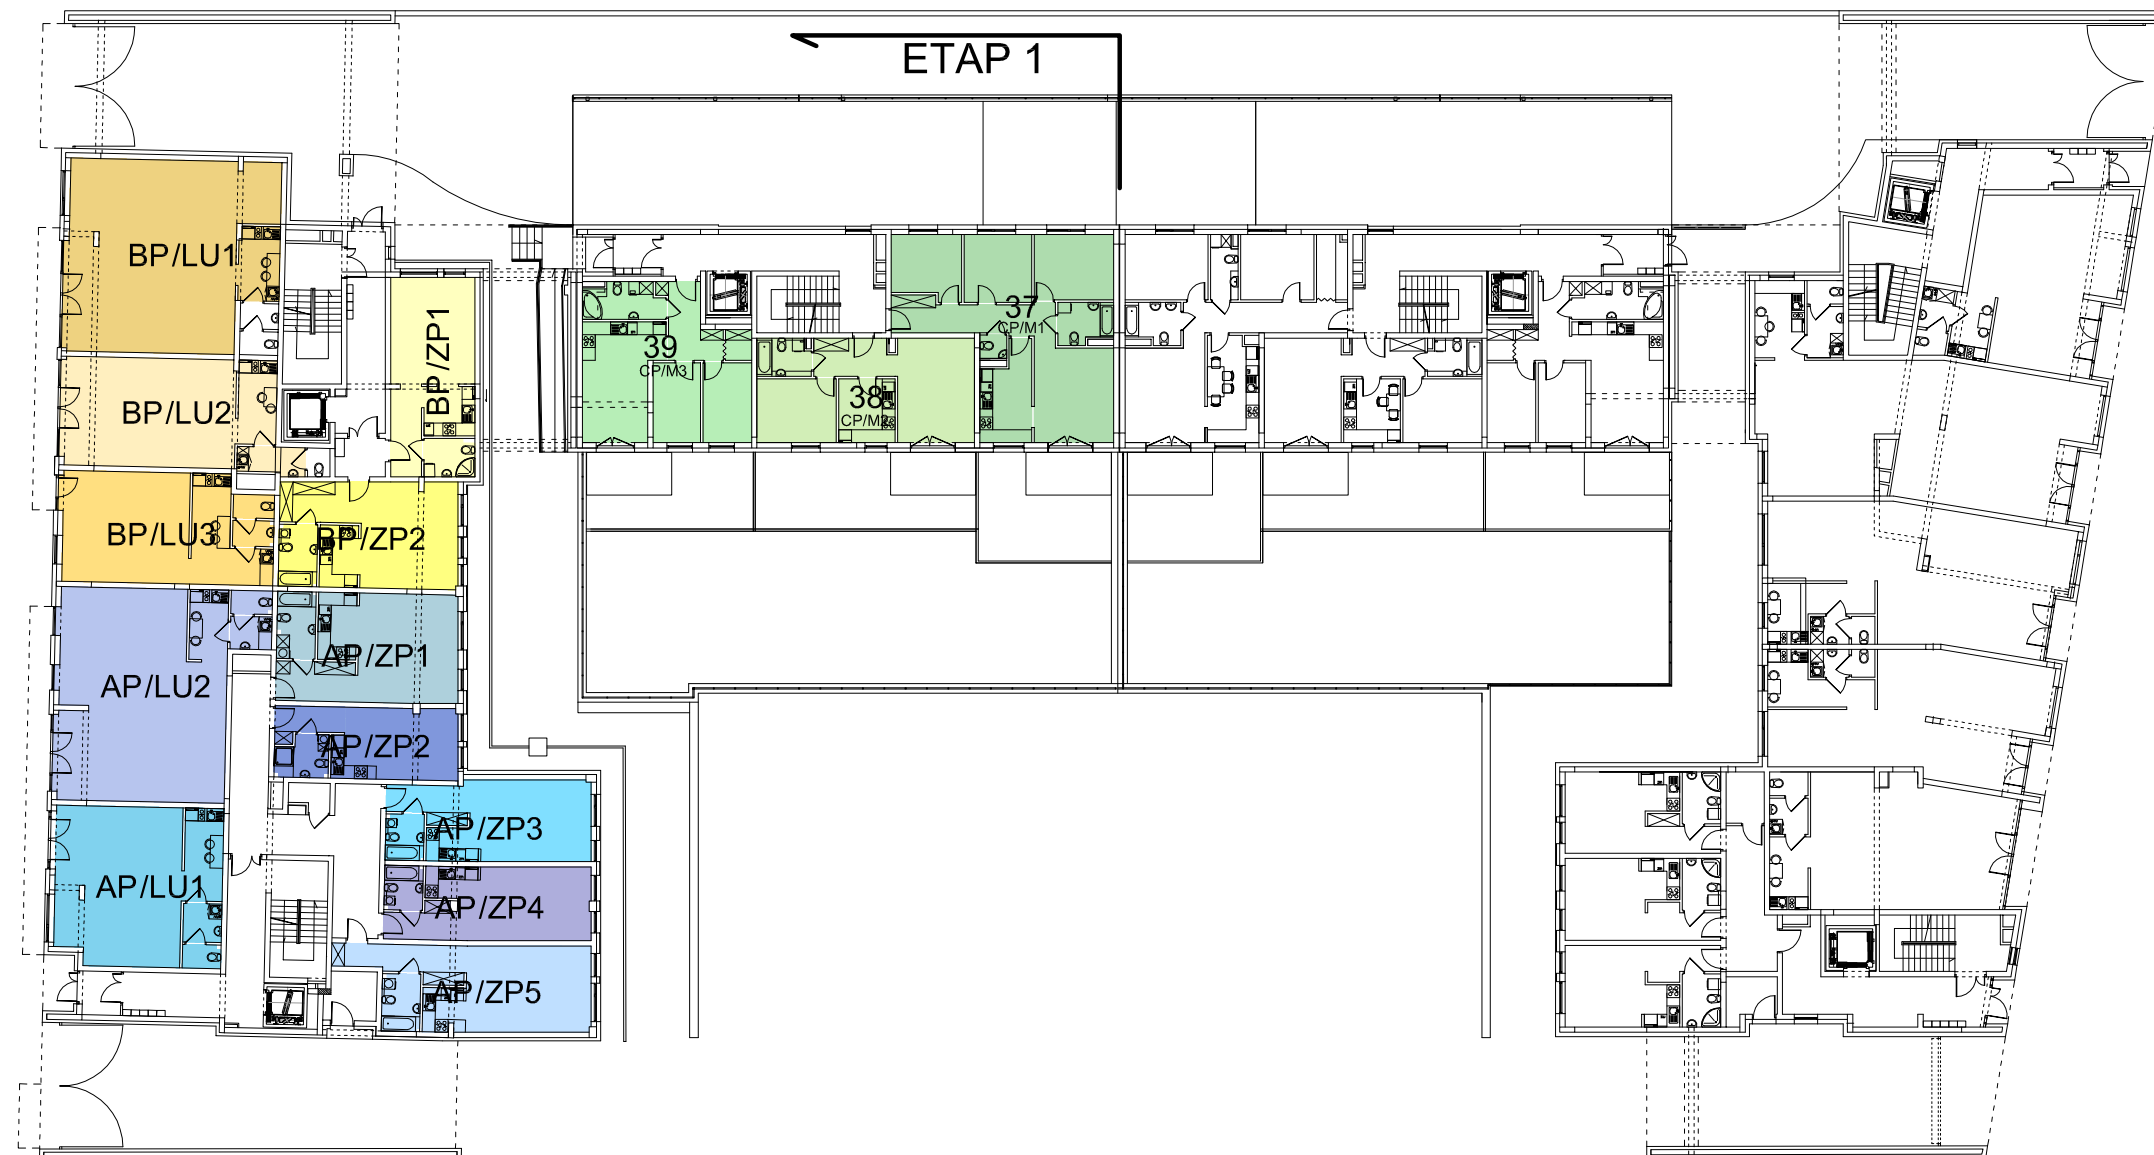 ETAP 1
BP/LU1
BP/ZP1
37
CP/M1
39
CP/M3
38
CP/M2
BP/LU2
BP/LU3
BP/ZP2
AP/ZP1
AP/LU2
AP/ZP2
AP/ZP3
AP/LU1
AP/ZP4
AP/ZP5